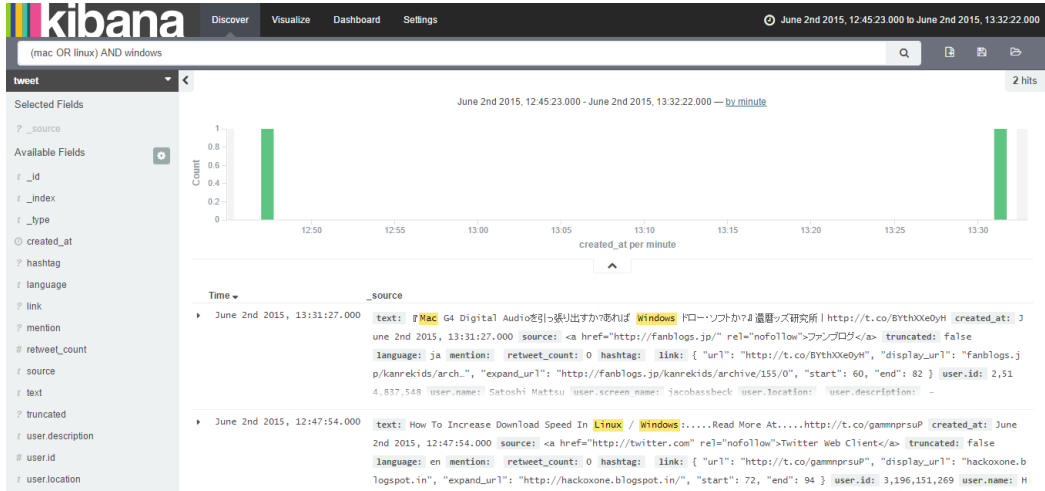 kibana Discover Visualize Dashboard Settings June 2nd 2015, 12:45:23.000 to June 2nd 2015, 13:32:22.000
(mac OR linux) AND windows
tweet
2 hits
Selected Fields
? _source
Available Fields
t _id
t _index
t _type
created_at
? hashtag
t language
? link
? mention
# retweet_count
t source
t text
? truncated
t user.description
# user.id
t user.location
June 2nd 2015, 12:45:23.000 - June 2nd 2015, 13:32:22.000 — by minute
Count
1
0.8
0.6
0.4
0.2
0
12:50 12:55 13:00 13:05 13:10 13:15 13:20 13:25 13:30
created_at per minute
Time _source
June 2nd 2015, 13:31:27.000 text: 『Mac G4 Digital Audioを引っ張り出すか?あれば Windows ドロー・ソフトか?』 還暦ッズ研究所 | http://t.co/BYthXXeOyH created_at: J
une 2nd 2015, 13:31:27.000 source: <a href="http://fanblogs.jp/" rel="nofollow">ファンブログ</a> truncated: false
language: ja mention: retweet_count: 0 hashtag: link: { "url": "http://t.co/BYthXXeOyH", "display_url": "fanblogs.j
p/kanrekids/arch…", "expand_url": "http://fanblogs.jp/kanrekids/archive/155/0", "start": 60, "end": 82 } user.id: 2,51
4,837,548 user.name: Satoshi Mattsu user.screen_name: jacobassbeck user.location: user.description: –
June 2nd 2015, 12:47:54.000 text: How To Increase Download Speed In Linux / Windows:.....Read More At.....http://t.co/gammnprsuP created_at: June
2nd 2015, 12:47:54.000 source: <a href="http://twitter.com" rel="nofollow">Twitter Web Client</a> truncated: false
language: en mention: retweet_count: 0 hashtag: link: { "url": "http://t.co/gammnprsuP", "display_url": "hackoxone.b
logspot.in", "expand_url": "http://hackoxone.blogspot.in/", "start": 72, "end": 94 } user.id: 3,196,151,269 user.name: H